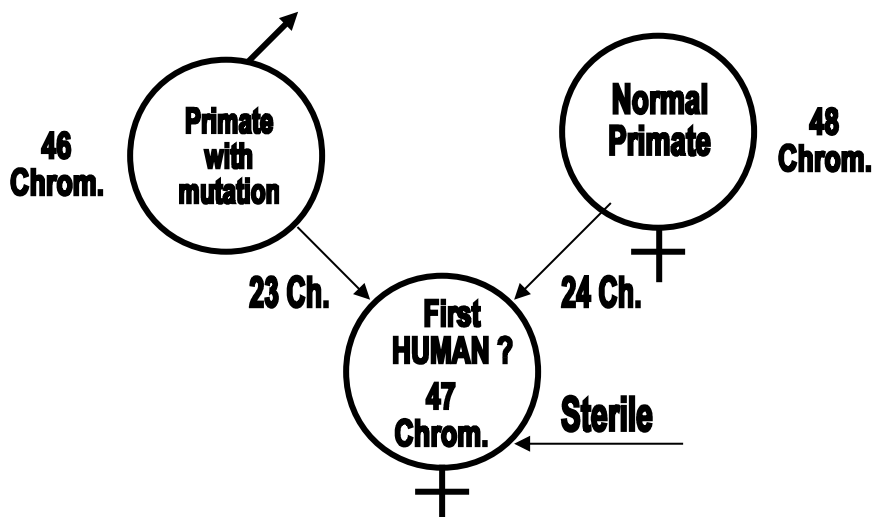 46
Chrom.
Primate
with
mutation
Normal
Primate
48
Chrom.
23 Ch.
24 Ch.
First
HUMAN ?
47
Chrom.
Sterile